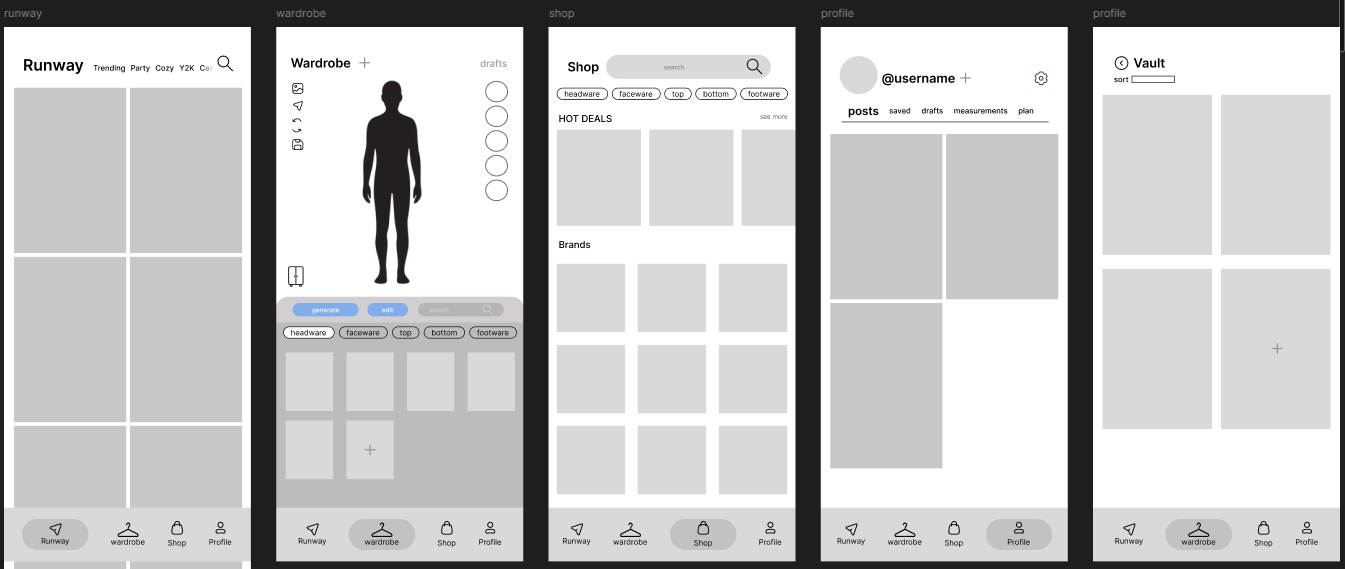 runway
Runway Trending Party Cozy Y2K
Runway wardrobe Shop Profile
wardrobe
Wardrobe + drafts
generate edit search
headware faceware top bottom footware
+
Runway wardrobe Shop Profile
shop
Shop search
headware faceware top bottom footware
HOT DEALS see more
Brands
Runway wardrobe Shop Profile
profile
@username +
posts saved drafts measurements plan
Runway wardrobe Shop Profile
profile
Vault
sort
+
Runway wardrobe Shop Profile